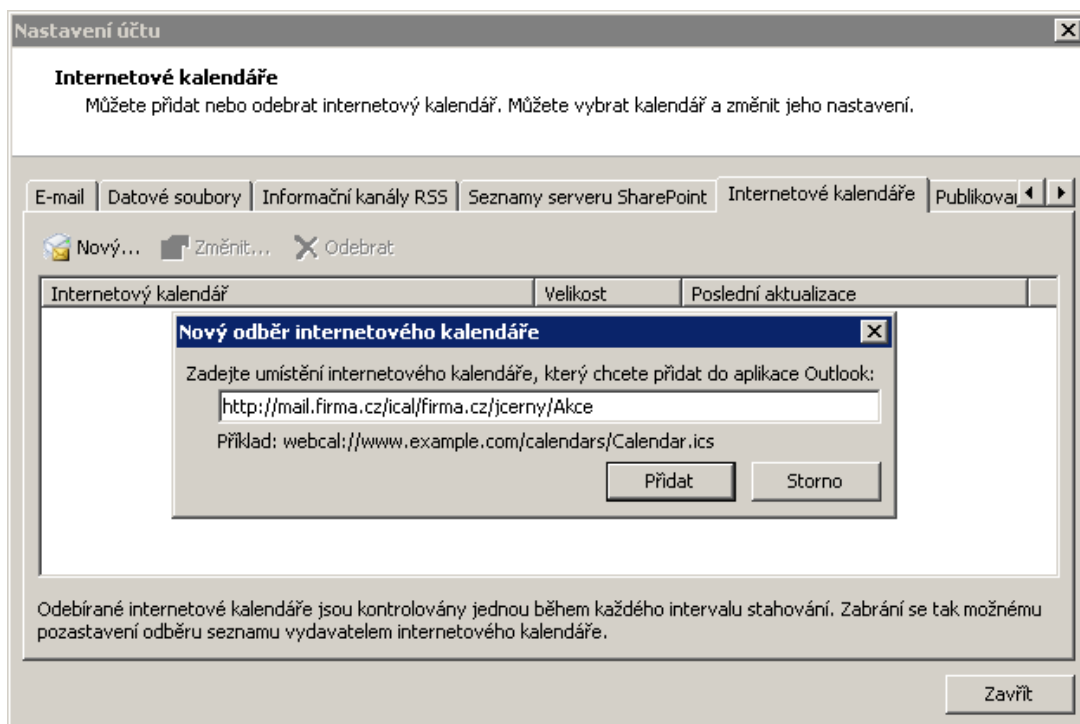 Nastavení účtu
Internetové kalendáře
Můžete přidat nebo odebrat internetový kalendář. Můžete vybrat kalendář a změnit jeho nastavení.
E-mail Datové soubory Informační kanály RSS Seznamy serveru SharePoint Internetové kalendáře Publikovan
Nový... Změnit... Odebrat
Internetový kalendář Velikost Poslední aktualizace
Nový odběr internetového kalendáře
Zadejte umístění internetového kalendáře, který chcete přidat do aplikace Outlook:
http://mail.firma.cz/ical/firma.cz/jcerny/Akce
Příklad: webcal://www.example.com/calendars/Calendar.ics
Přidat Storno
Odebírané internetové kalendáře jsou kontrolovány jednou během každého intervalu stahování. Zabrání se tak možnému
pozastavení odběru seznamu vydavatelem internetového kalendáře.
Zavřít